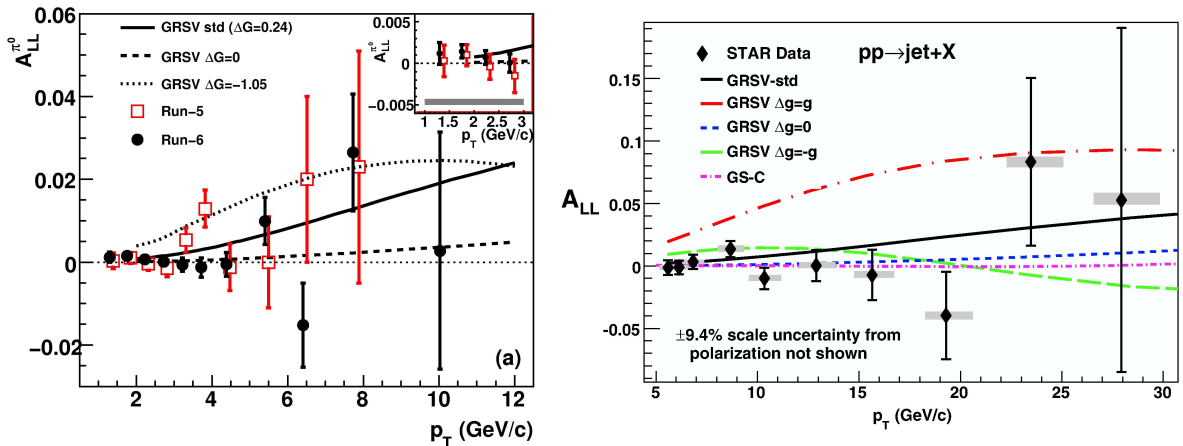 0.06
0.04
0.02
0
−0.02
A_LL^π⁰
GRSV std (ΔG=0.24)
GRSV ΔG=0
GRSV ΔG=−1.05
Run-5
Run-6
A_LL^π⁰
0.005
0
−0.005
1 1.5 2 2.5 3
p_T (GeV/c)
(a)
2 4 6 8 10 12
p_T (GeV/c)
0.15
0.1
0.05
0
-0.05
A_LL
STAR Data
pp→jet+X
GRSV-std
GRSV Δg=g
GRSV Δg=0
GRSV Δg=-g
GS-C
±9.4% scale uncertainty from
polarization not shown
5 10 15 20 25 30
p_T (GeV/c)